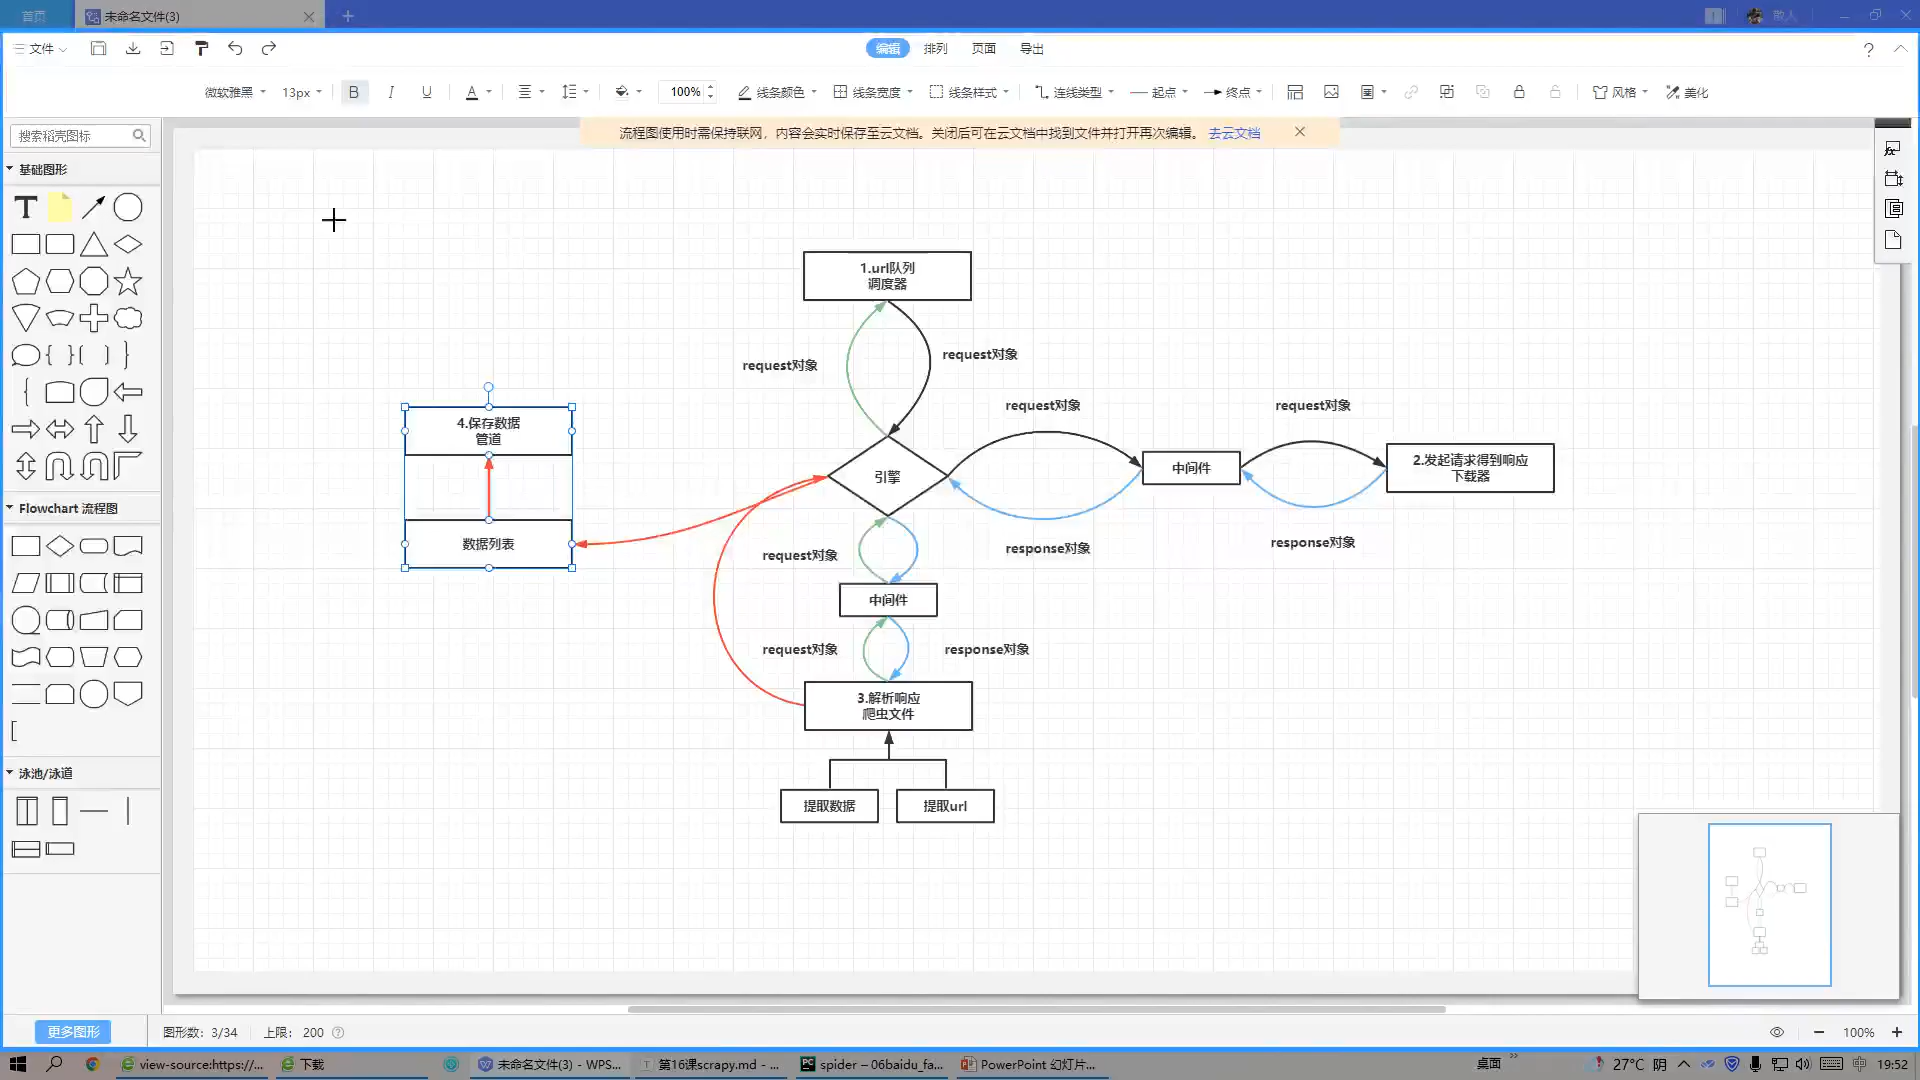 首页
未命名文件(3)
散人
文件
编辑
排列
页面
导出
微软雅黑
13px
B
I
U
A
100%
线条颜色
线条宽度
线条样式
连线类型
起点
终点
风格
美化
搜索稻壳图标
流程图使用时需保持联网，内容会实时保存至云文档。关闭后可在云文档中找到文件并打开再次编辑。 去云文档
基础图形
T
Flowchart 流程图
泳池/泳道
更多图形
1.url队列
调度器
request对象
request对象
request对象
request对象
4.保存数据
管道
引擎
中间件
2.发起请求得到响应
下载器
数据列表
request对象
response对象
response对象
中间件
request对象
response对象
3.解析响应
爬虫文件
提取数据
提取url
图形数：3/34
上限：200
100%
view-source:https://...
下载
未命名文件(3) - WPS...
第16课scrapy.md - ...
spider – 06baidu_fa...
PowerPoint 幻灯片...
桌面
27°C 阴
中
19:52